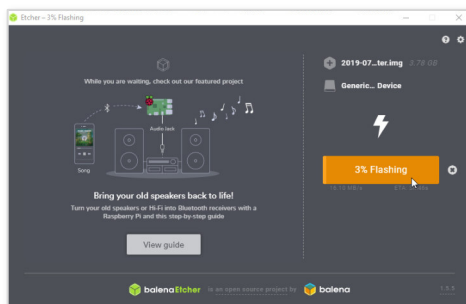 Etcher – 3% Flashing
While you are waiting, check out our featured project
Audio Jack
Song
Bring your old speakers back to life!
Turn your old speakers or Hi-Fi into Bluetooth receivers with a
Raspberry Pi and this step-by-step guide
View guide
2019-07...ter.img 3.78 GB
Generic... Device
3% Flashing
balenaEtcher is an open source project by balena